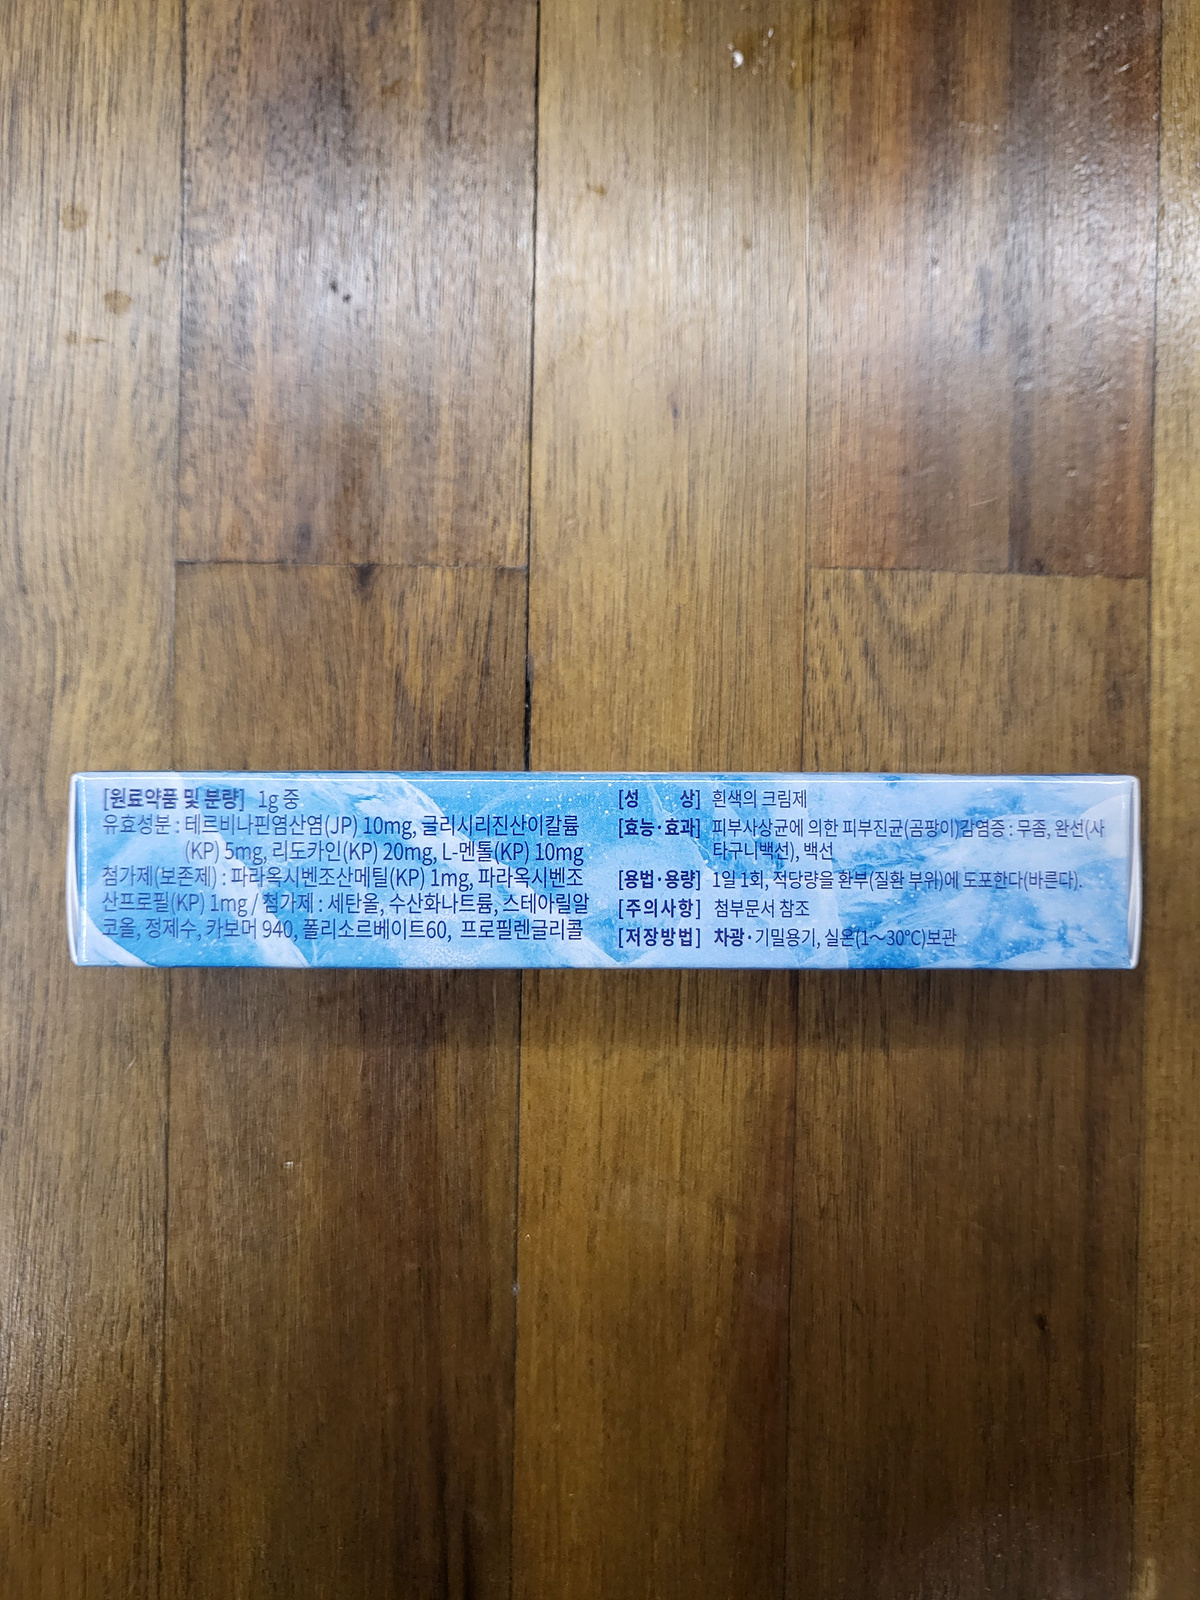 [원료약품 및 분량] 1g 중
유효성분 : 테르비나핀염산염(JP) 10mg, 글리시리진산이칼륨
(KP) 5mg, 리도카인(KP) 20mg, L-멘톨(KP) 10mg
첨가제(보존제) : 파라옥시벤조산메틸(KP) 1mg, 파라옥시벤조
산프로필(KP) 1mg / 첨가제 : 세탄올, 수산화나트륨, 스테아릴알
코올, 정제수, 카보머 940, 폴리소르베이트60, 프로필렌글리콜
[성 상] 흰색의 크림제
[효능·효과] 피부사상균에 의한 피부진균(곰팡이)감염증 : 무좀, 완선(사
타구니백선), 백선
[용법·용량] 1일 1회, 적당량을 환부(질환 부위)에 도포한다(바른다).
[주의사항] 첨부문서 참조
[저장방법] 차광·기밀용기, 실온(1~30℃)보관